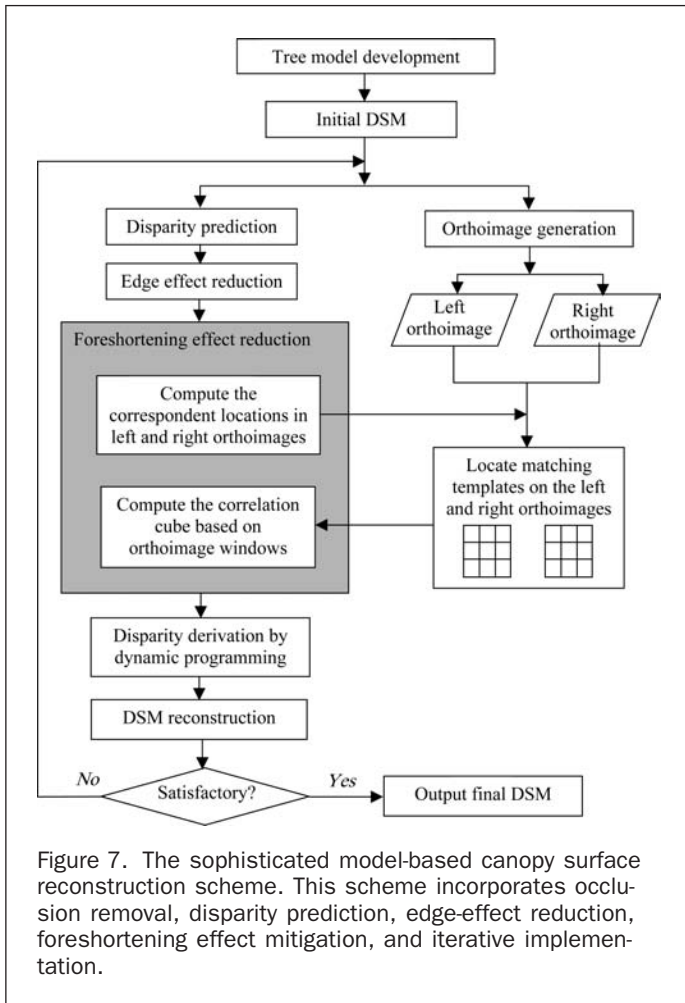 Tree model development
Initial DSM
Disparity prediction
Orthoimage generation
Edge effect reduction
Left
orthoimage
Right
orthoimage
Foreshortening effect reduction
Compute the
correspondent locations in
left and right orthoimages
Locate matching
templates on the left
and right orthoimages
Compute the correlation
cube based on
orthoimage windows
Disparity derivation by
dynamic programming
DSM reconstruction
No
Satisfactory?
Yes
Output final DSM
Figure 7. The sophisticated model-based canopy surface
reconstruction scheme. This scheme incorporates occlu-
sion removal, disparity prediction, edge-effect reduction,
foreshortening effect mitigation, and iterative implemen-
tation.